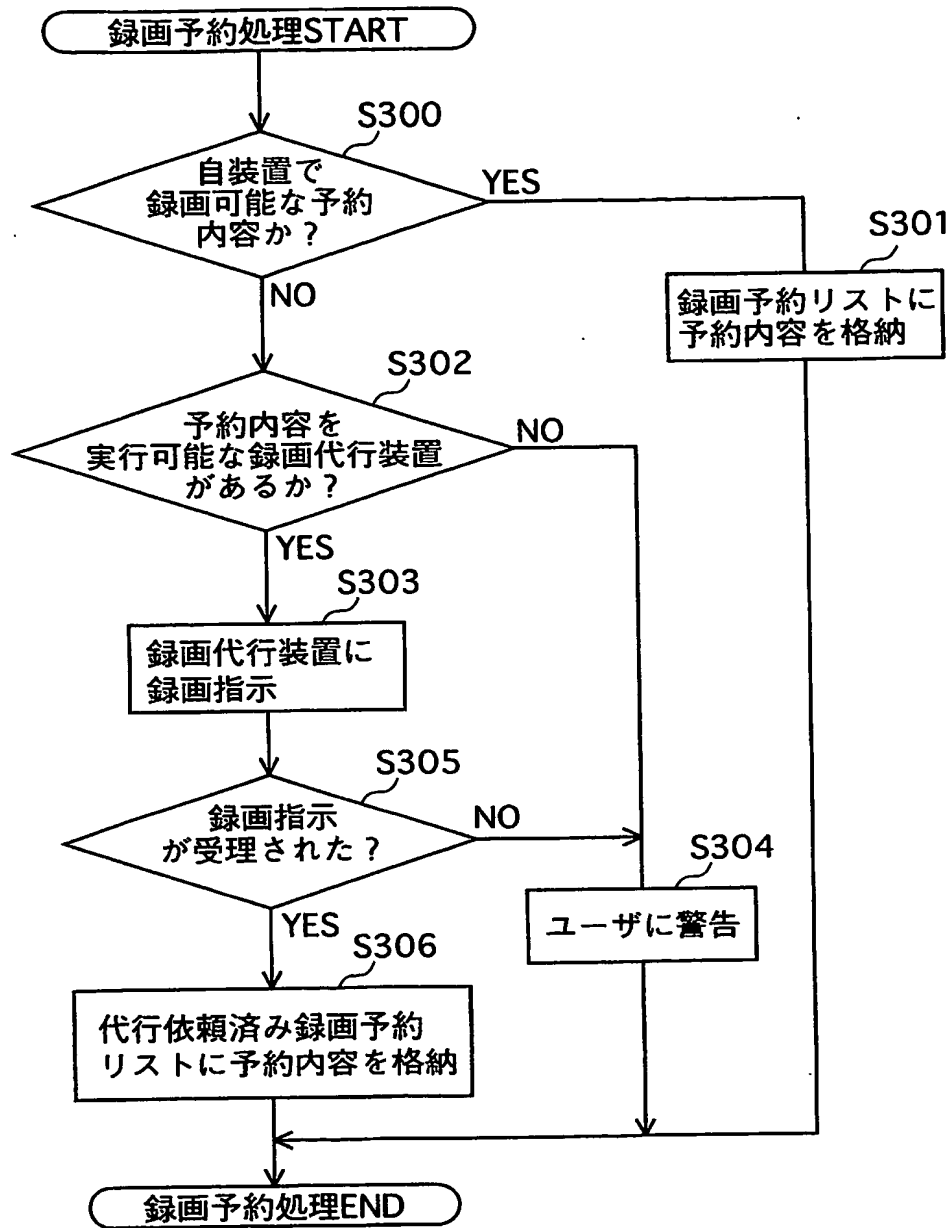 録画予約処理START
S300
自装置で
録画可能な予約
内容か？
YES
NO
S301
録画予約リストに
予約内容を格納
S302
予約内容を
実行可能な録画代行装置
があるか？
NO
YES
S303
録画代行装置に
録画指示
S305
録画指示
が受理された？
NO
YES
S304
ユーザに警告
S306
代行依頼済み録画予約
リストに予約内容を格納
録画予約処理END